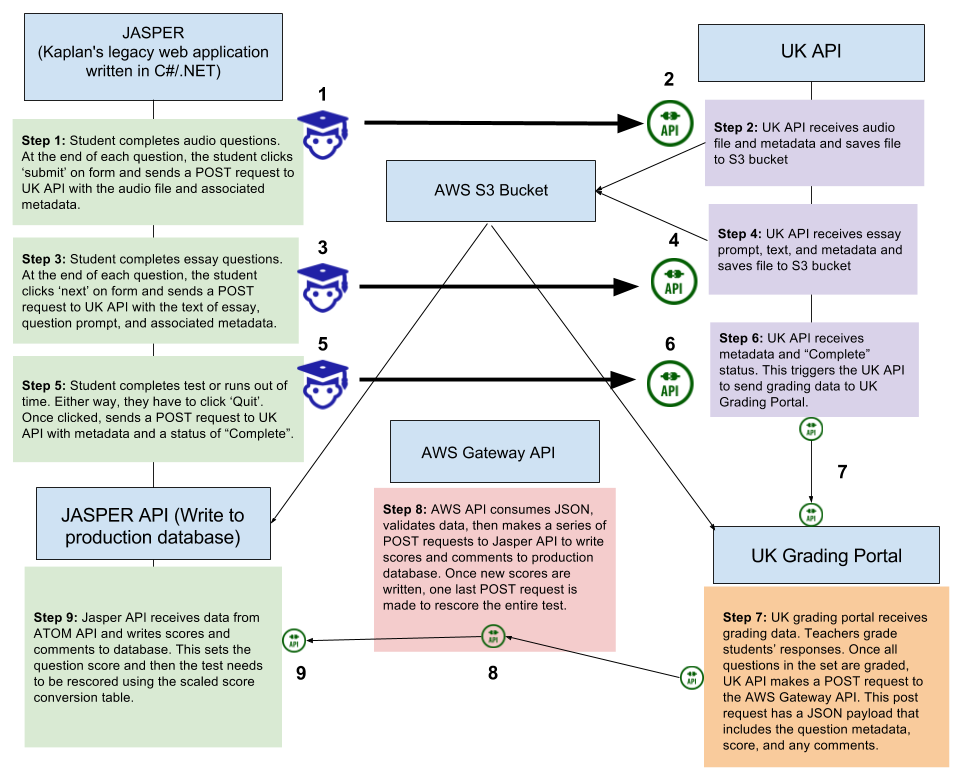 JASPER
(Kaplan's legacy web application
written in C#/.NET)
UK API
1
2
API
Step 1: Student completes audio questions.
At the end of each question, the student clicks
‘submit’ on form and sends a POST request to
UK API with the audio file and associated
metadata.
Step 2: UK API receives audio
file and metadata and saves file
to S3 bucket
AWS S3 Bucket
3
4
API
Step 3: Student completes essay questions.
At the end of each question, the student
clicks ‘next’ on form and sends a POST
request to UK API with the text of essay,
question prompt, and associated metadata.
Step 4: UK API receives essay
prompt, text, and metadata and
saves file to S3 bucket
5
6
API
Step 5: Student completes test or runs out of
time. Either way, they have to click ‘Quit’.
Once clicked, sends a POST request to UK
API with metadata and a status of “Complete”.
Step 6: UK API receives
metadata and “Complete”
status. This triggers the UK API
to send grading data to UK
Grading Portal.
API
7
API
AWS Gateway API
JASPER API (Write to
production database)
UK Grading Portal
Step 8: AWS API consumes JSON,
validates data, then makes a series of
POST requests to Jasper API to write
scores and comments to production
database. Once new scores are
written, one last POST request is
made to rescore the entire test.
Step 9: Jasper API receives data from
ATOM API and writes scores and
comments to database. This sets the
question score and then the test needs
to be rescored using the scaled score
conversion table.
API
9
API
8
API
Step 7: UK grading portal receives
grading data. Teachers grade
students’ responses. Once all
questions in the set are graded,
UK API makes a POST request to
the AWS Gateway API. This post
request has a JSON payload that
includes the question metadata,
score, and any comments.